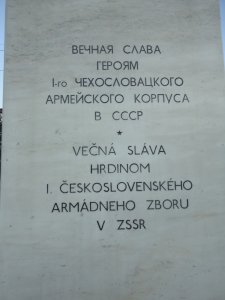 ВЕЧНАЯ СЛАВА
ГЕРОЯМ
I-го ЧЕХОСЛОВАЦКОГО
АРМЕЙСКОГО КОРПУСА
В СССР
*
VEČNÁ SLÁVA
HRDINOM
I. ČESKOSLOVENSKÉHO
ARMÁDNEHO ZBORU
V ZSSR